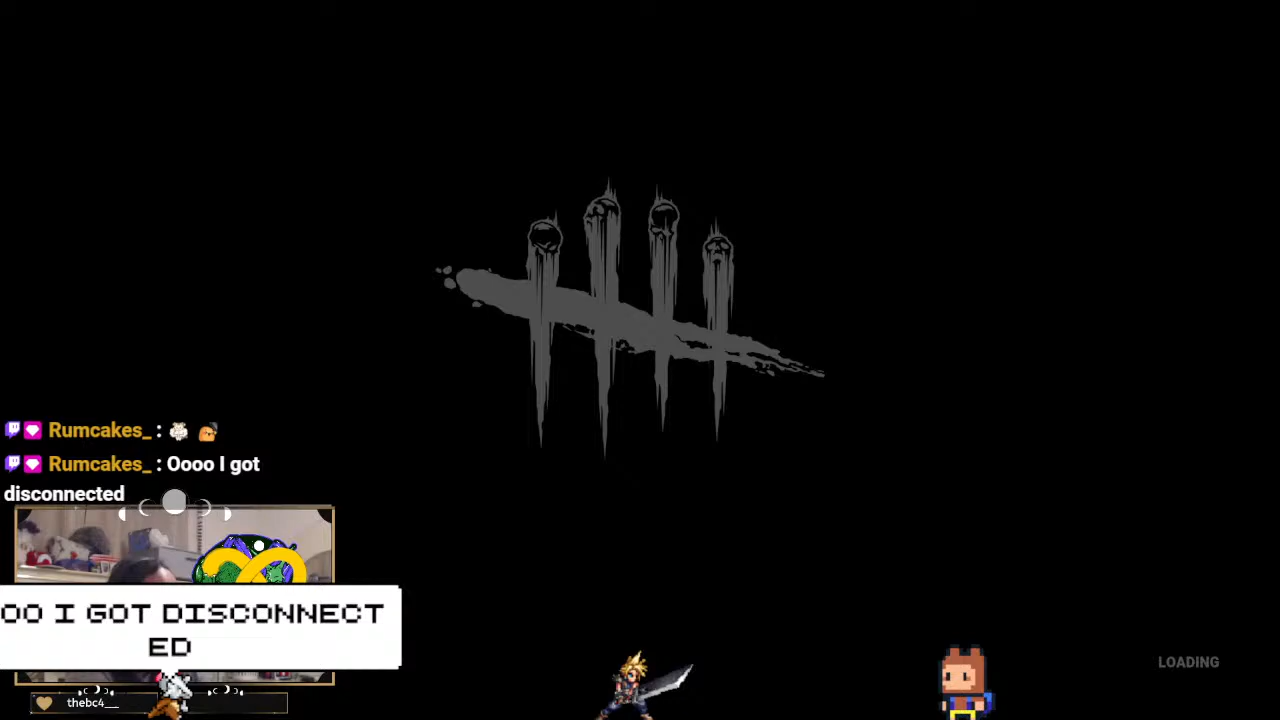 Rumcakes_ :
Rumcakes_ : Oooo I got
disconnected
OO I GOT DISCONNECT
ED
LOADING
thebc4__